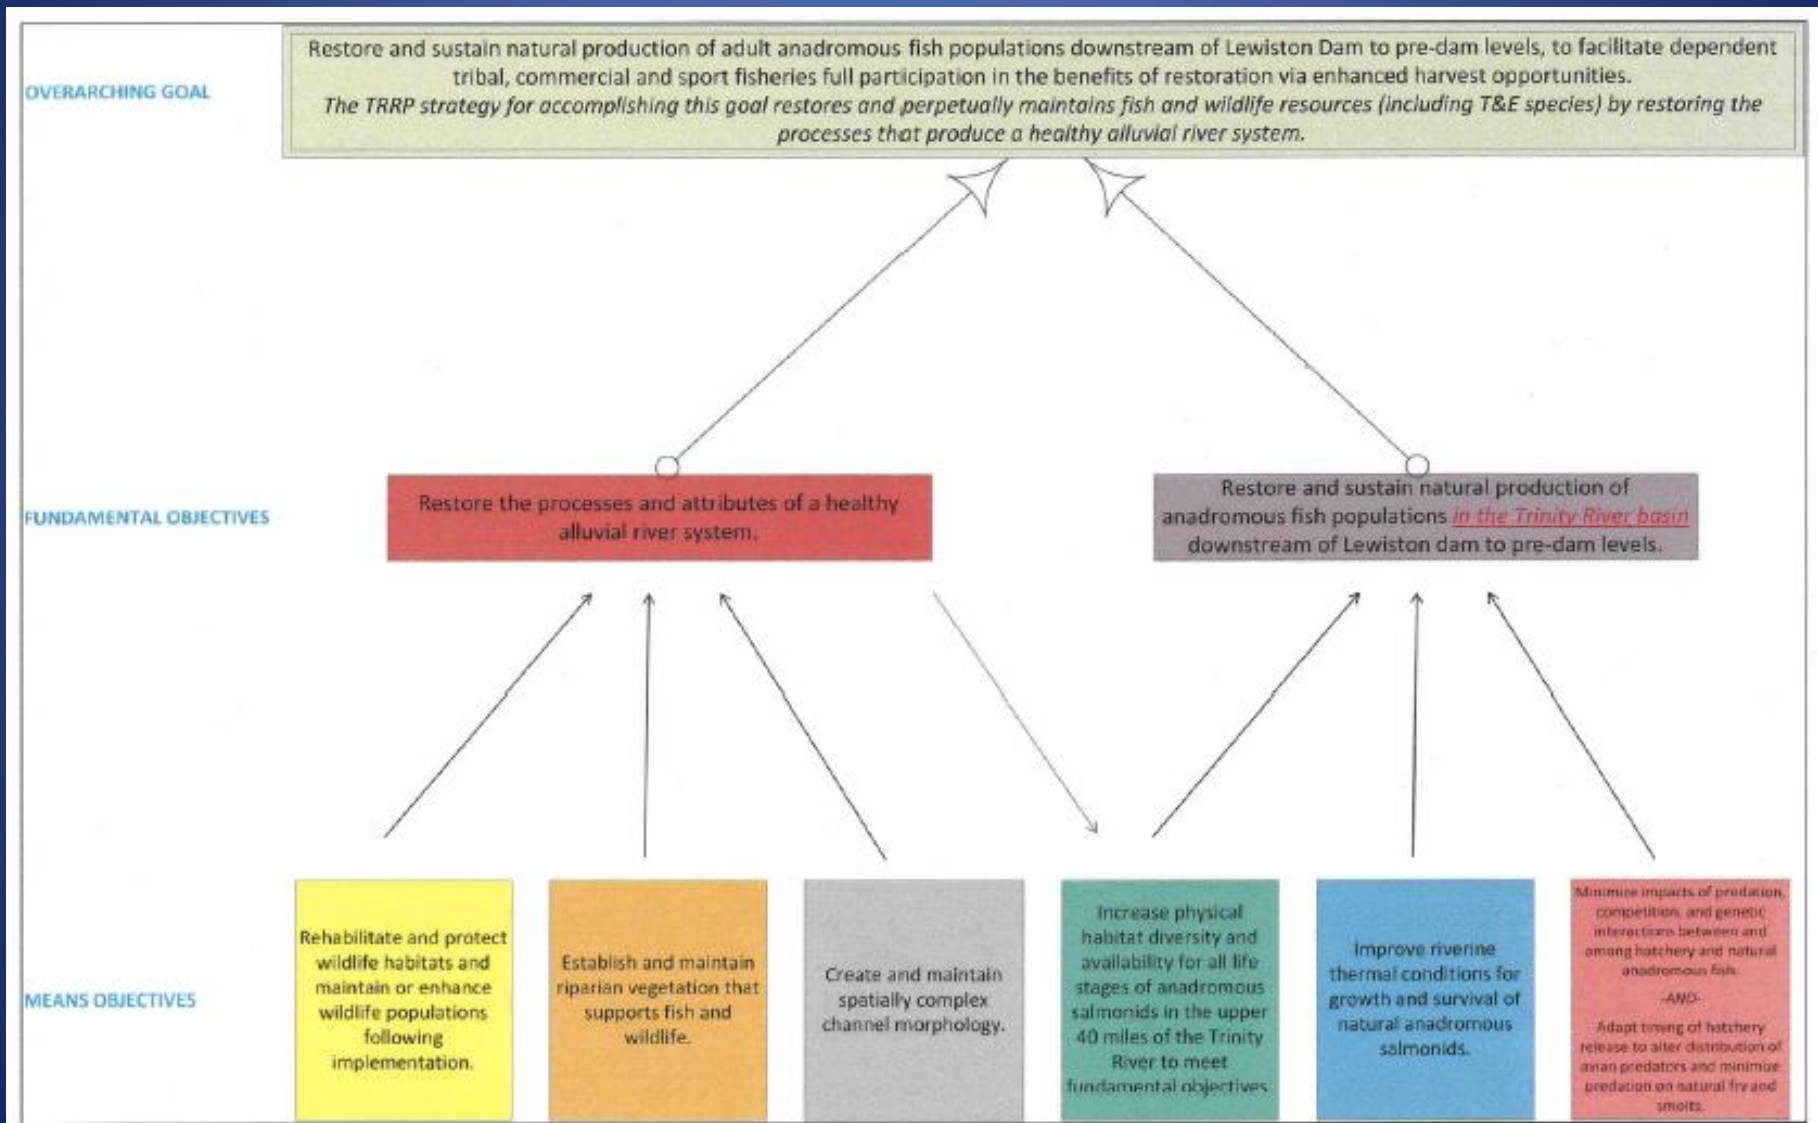 OVERARCHING GOAL
Restore and sustain natural production of adult anadromous fish populations downstream of Lewiston Dam to pre-dam levels, to facilitate dependent
tribal, commercial and sport fisheries full participation in the benefits of restoration via enhanced harvest opportunities.
The TRRP strategy for accomplishing this goal restores and perpetually maintains fish and wildlife resources (including T&E species) by restoring the
processes that produce a healthy alluvial river system.
FUNDAMENTAL OBJECTIVES
Restore the processes and attributes of a healthy
alluvial river system.
Restore and sustain natural production of
anadromous fish populations in the Trinity River basin
downstream of Lewiston dam to pre-dam levels.
MEANS OBJECTIVES
Rehabilitate and protect
wildlife habitats and
maintain or enhance
wildlife populations
following
implementation.
Establish and maintain
riparian vegetation that
supports fish and
wildlife.
Create and maintain
spatially complex
channel morphology.
Increase physical
habitat diversity and
availability for all life
stages of anadromous
salmonids in the upper
40 miles of the Trinity
River to meet
fundamental objectives
Improve riverine
thermal conditions for
growth and survival of
natural anadromous
salmonids.
Minimize impacts of predation,
competition, and genetic
interactions between and
among hatchery and natural
anadromous fish.
-AND-
Adapt timing of hatchery
release to alter distribution of
avian predators and minimize
predation on natural fry and
smolts.